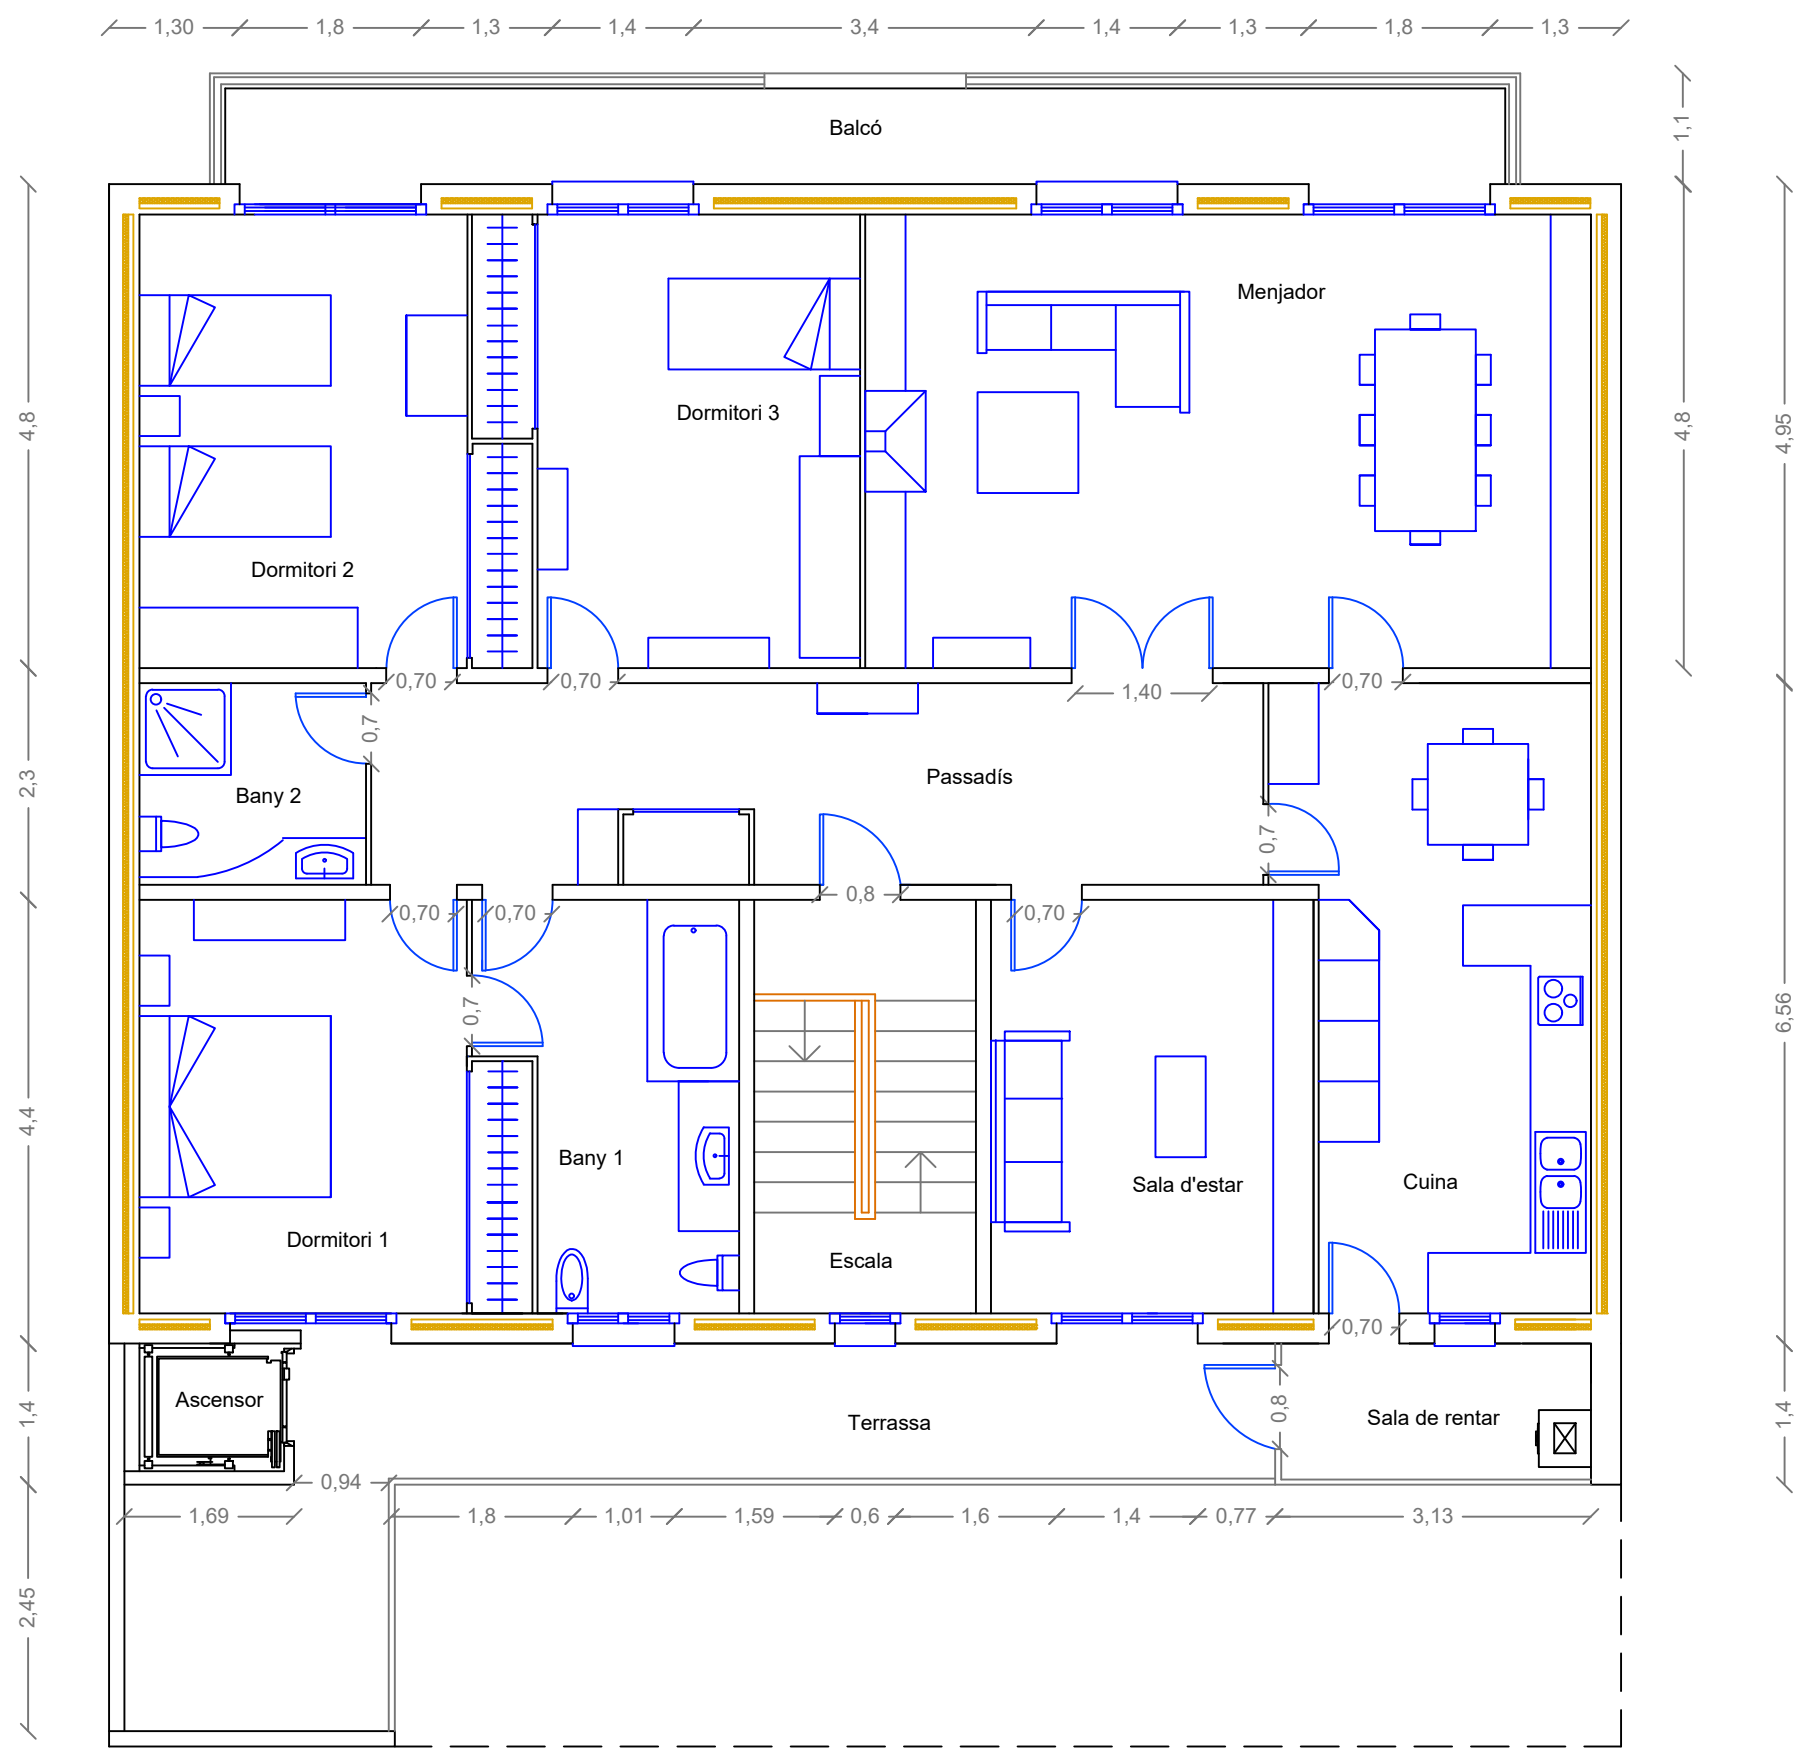 1,30 1,8 1,3 1,4 3,4 1,4 1,3 1,8 1,3
1,1
Balcó
Menjador
4,8
Dormitori 3
4,8
4,95
Dormitori 2
0,70
0,70
1,40
0,70
0,7
2,3
Bany 2
Passadís
0,7
0,70
0,70
0,8
0,70
0,7
6,56
4,4
Bany 1
Sala d'estar
Cuina
Dormitori 1
Escala
0,70
Ascensor
1,4
Terrassa
0,8
Sala de rentar
1,4
0,94
1,69 1,8 1,01 1,59 0,6 1,6 1,4 0,77 3,13
2,45